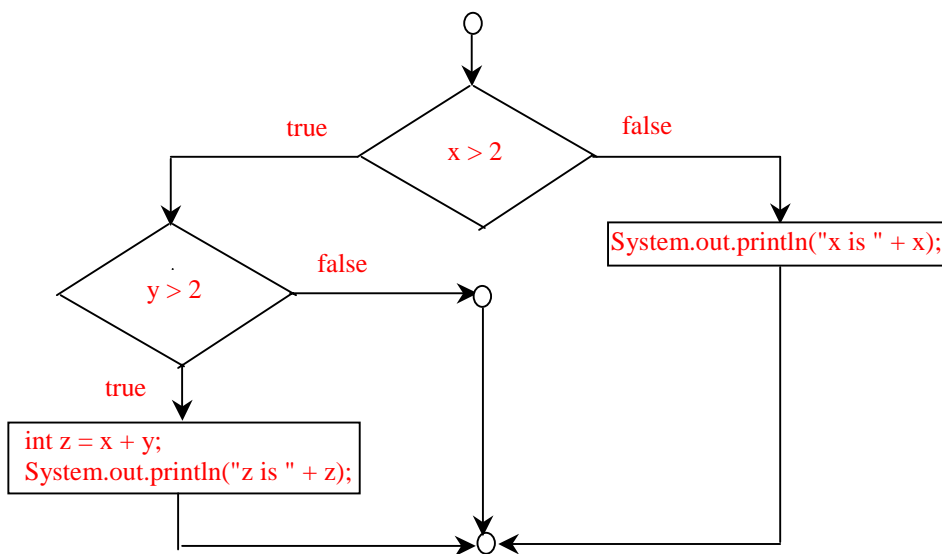 true
false
x > 2
System.out.println("x is " + x);
false
y > 2
true
int z = x + y;
System.out.println("z is " + z);